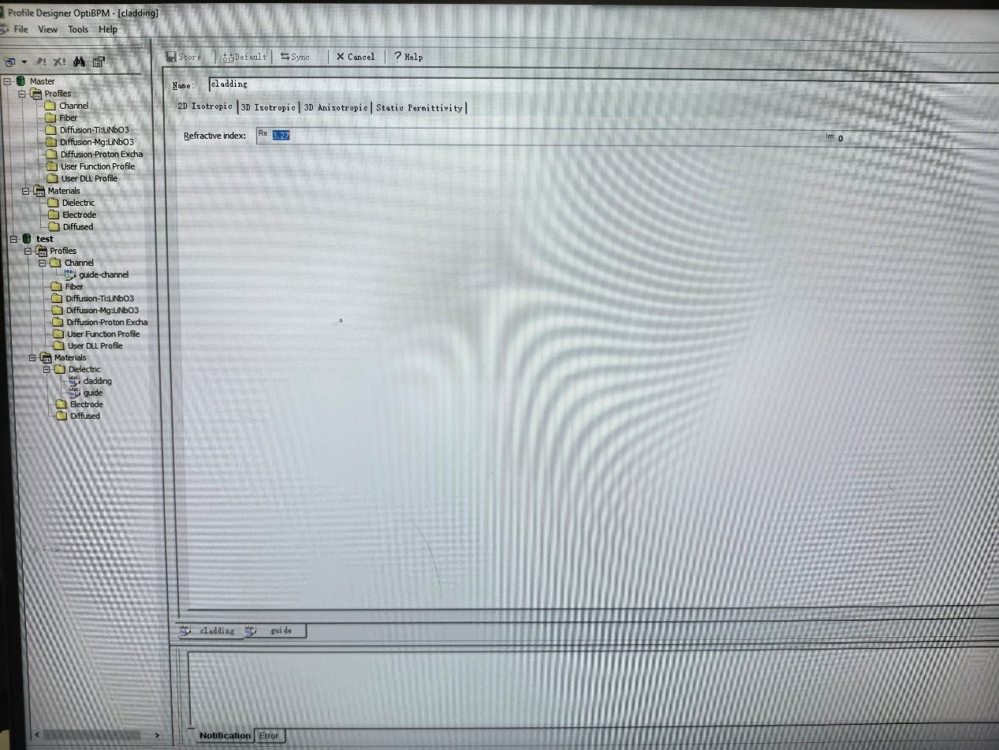 Profile Designer OptiBPM - [cladding]
File View Tools Help
Store Default Sync Cancel Help
Master
Profiles
Channel
Fiber
Diffusion-Ti:LiNbO3
Diffusion-Mg:LiNbO3
Diffusion-Proton Excha
User Function Profile
User DLL Profile
Materials
Dielectric
Electrode
Diffused
test
Profiles
Channel
guide-channel
Fiber
Diffusion-Ti:LiNbO3
Diffusion-Mg:LiNbO3
Diffusion-Proton Excha
User Function Profile
User DLL Profile
Materials
Dielectric
cladding
guide
Electrode
Diffused
Name: cladding
2D Isotropic 3D Isotropic 3D Anisotropic Static Permittivity
Refractive index: Re 3.27 Im 0
cladding guide
Notification Error